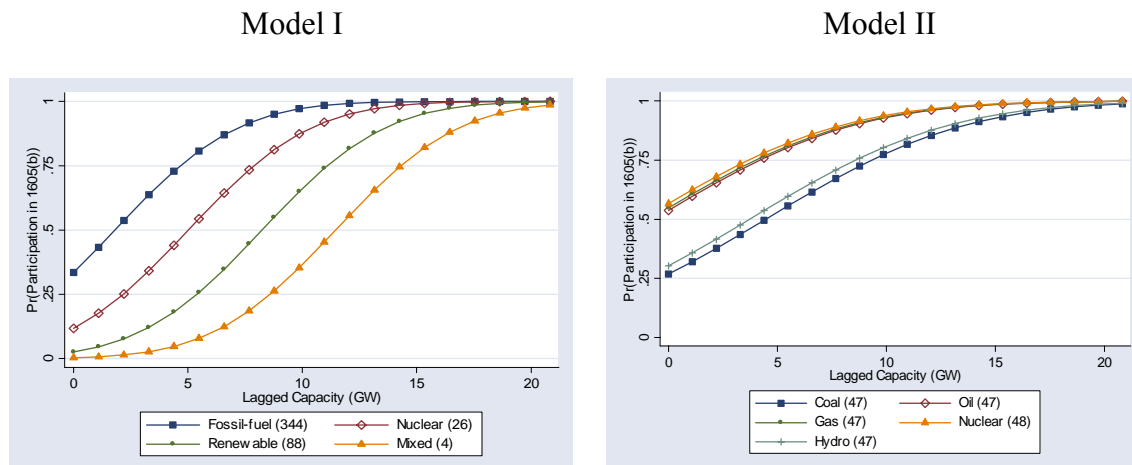 Model I
Model II
Pr(Participation in 1605(b))
1
.75
.5
.25
0
0 5 10 15 20
Lagged Capacity (GW)
Fossil-fuel (344) Nuclear (26)
Renewable (88) Mixed (4)
Pr(Participation in 1605(b))
1
.75
.5
.25
0
0 5 10 15 20
Lagged Capacity (GW)
Coal (47) Oil (47)
Gas (47) Nuclear (48)
Hydro (47)